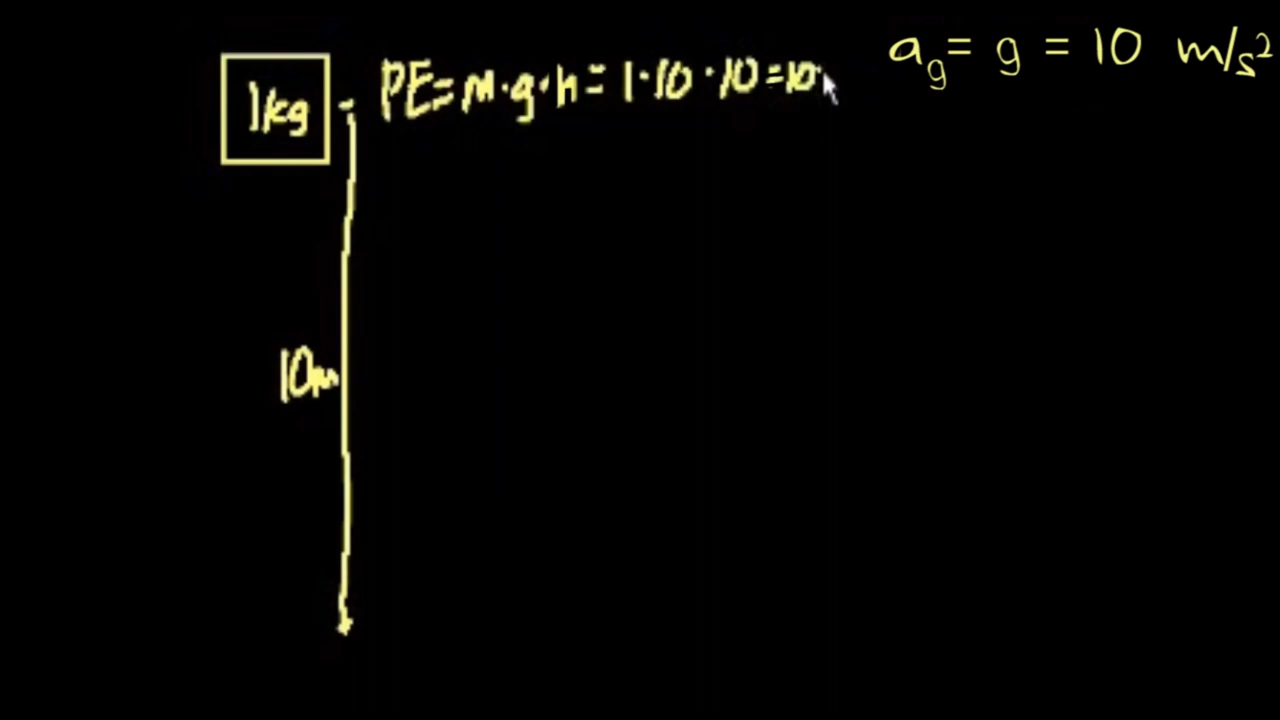 a_g = g = 10 m/s²
1kg
PE = m·g·h = 1·10·10 = 10
10m